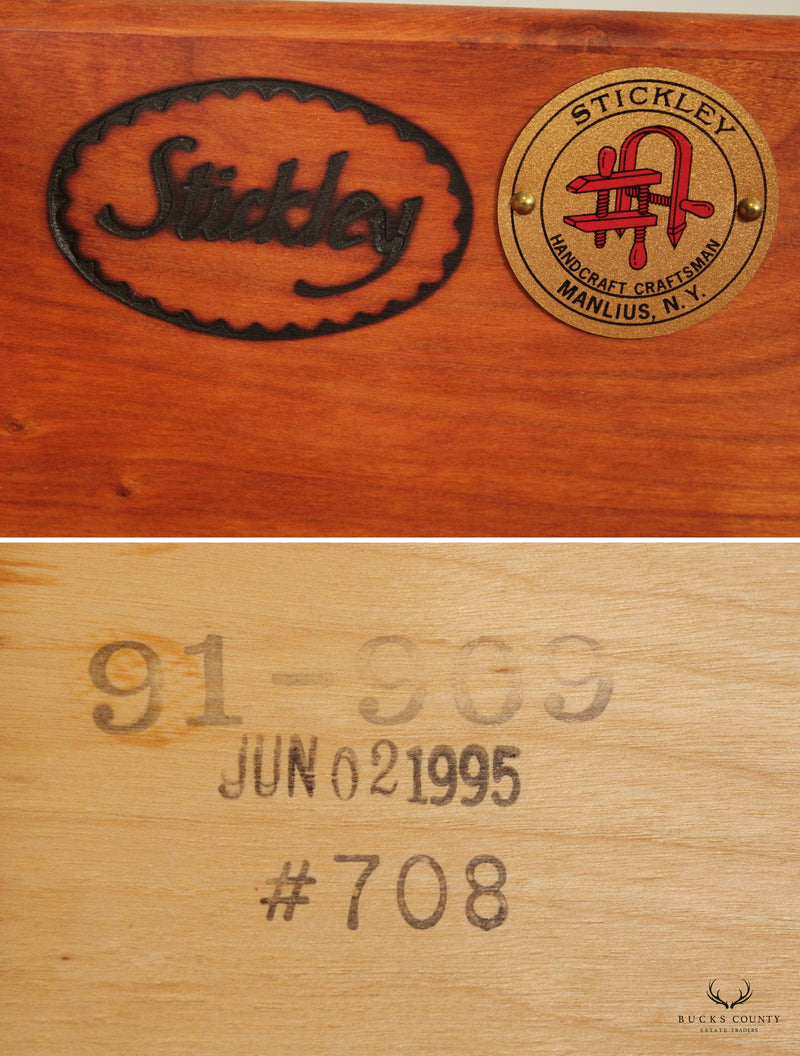 Stickley
STICKLEY
HANDCRAFT CRAFTSMAN
MANLIUS, N.Y.
91-969
JUN 02 1995
#708
BUCKS COUNTY
ESTATE TRADERS